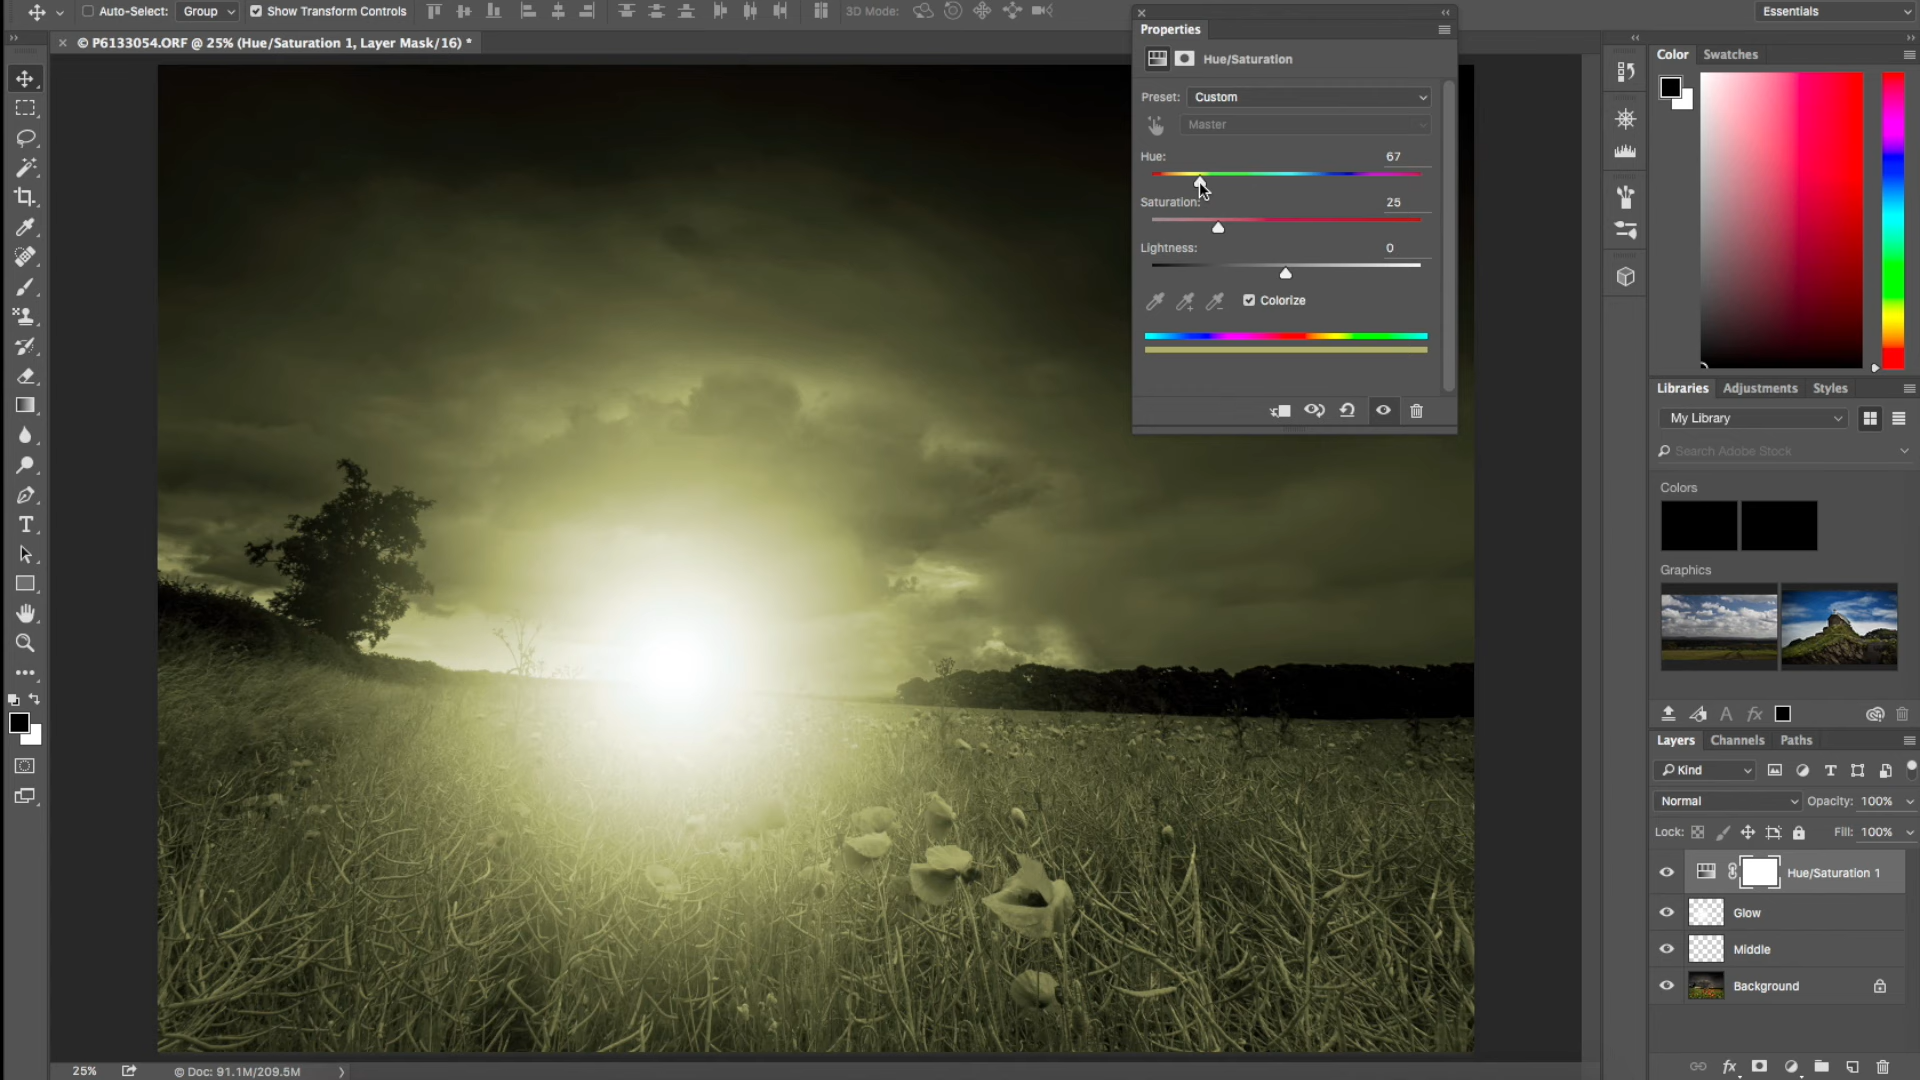 Auto-Select: Group Show Transform Controls 3D Mode: Essentials
× © P6133054.ORF @ 25% (Hue/Saturation 1, Layer Mask/16) *
Properties
Hue/Saturation
Preset: Custom
Master
Hue: 67
Saturation: 25
Lightness: 0
Colorize
Color Swatches
Libraries Adjustments Styles
My Library
Search Adobe Stock
Colors
Graphics
Layers Channels Paths
Kind
Normal Opacity: 100%
Lock: Fill: 100%
Hue/Saturation 1
Glow
Middle
Background
25% © Doc: 91.1M/209.5M